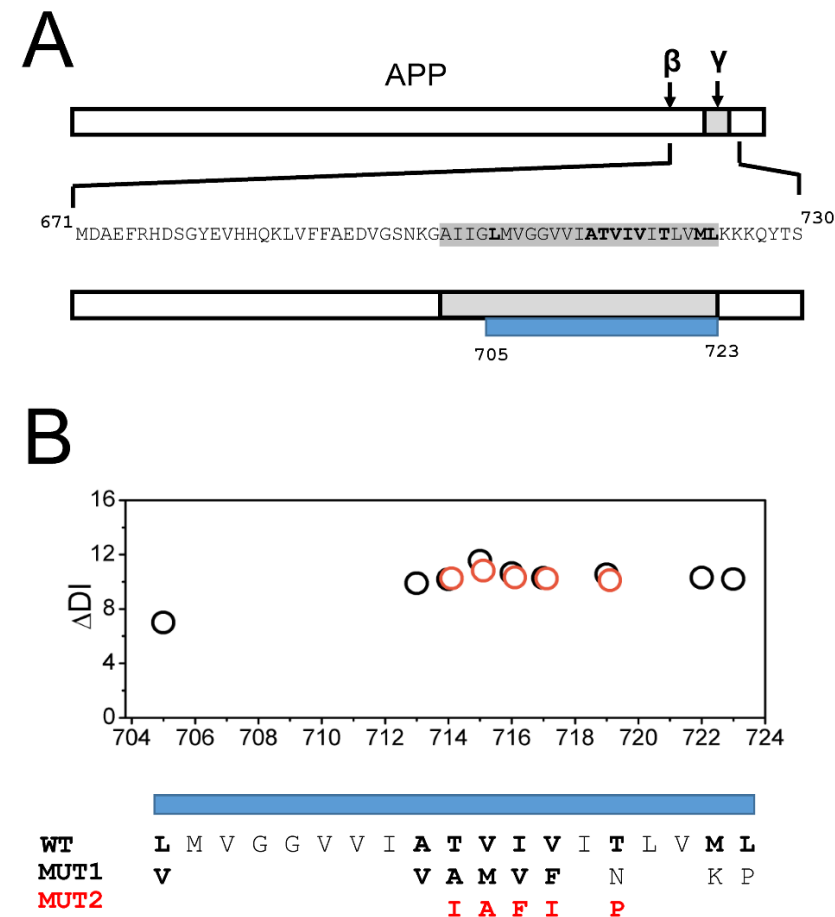 A
APP
β γ
671 MDAEFRHDSGYEVHHQKLVFFAEDVGSNKGAIIGLMVGGVVIATVIVITLVMLKKKQYTS 730
705 723
B
16
12
8
4
0
ΔDI
704 706 708 710 712 714 716 718 720 722 724
WT L M V G G V V I A T V I V I T L V M L
MUT1 V V A M V F N K P
MUT2 I A F I P